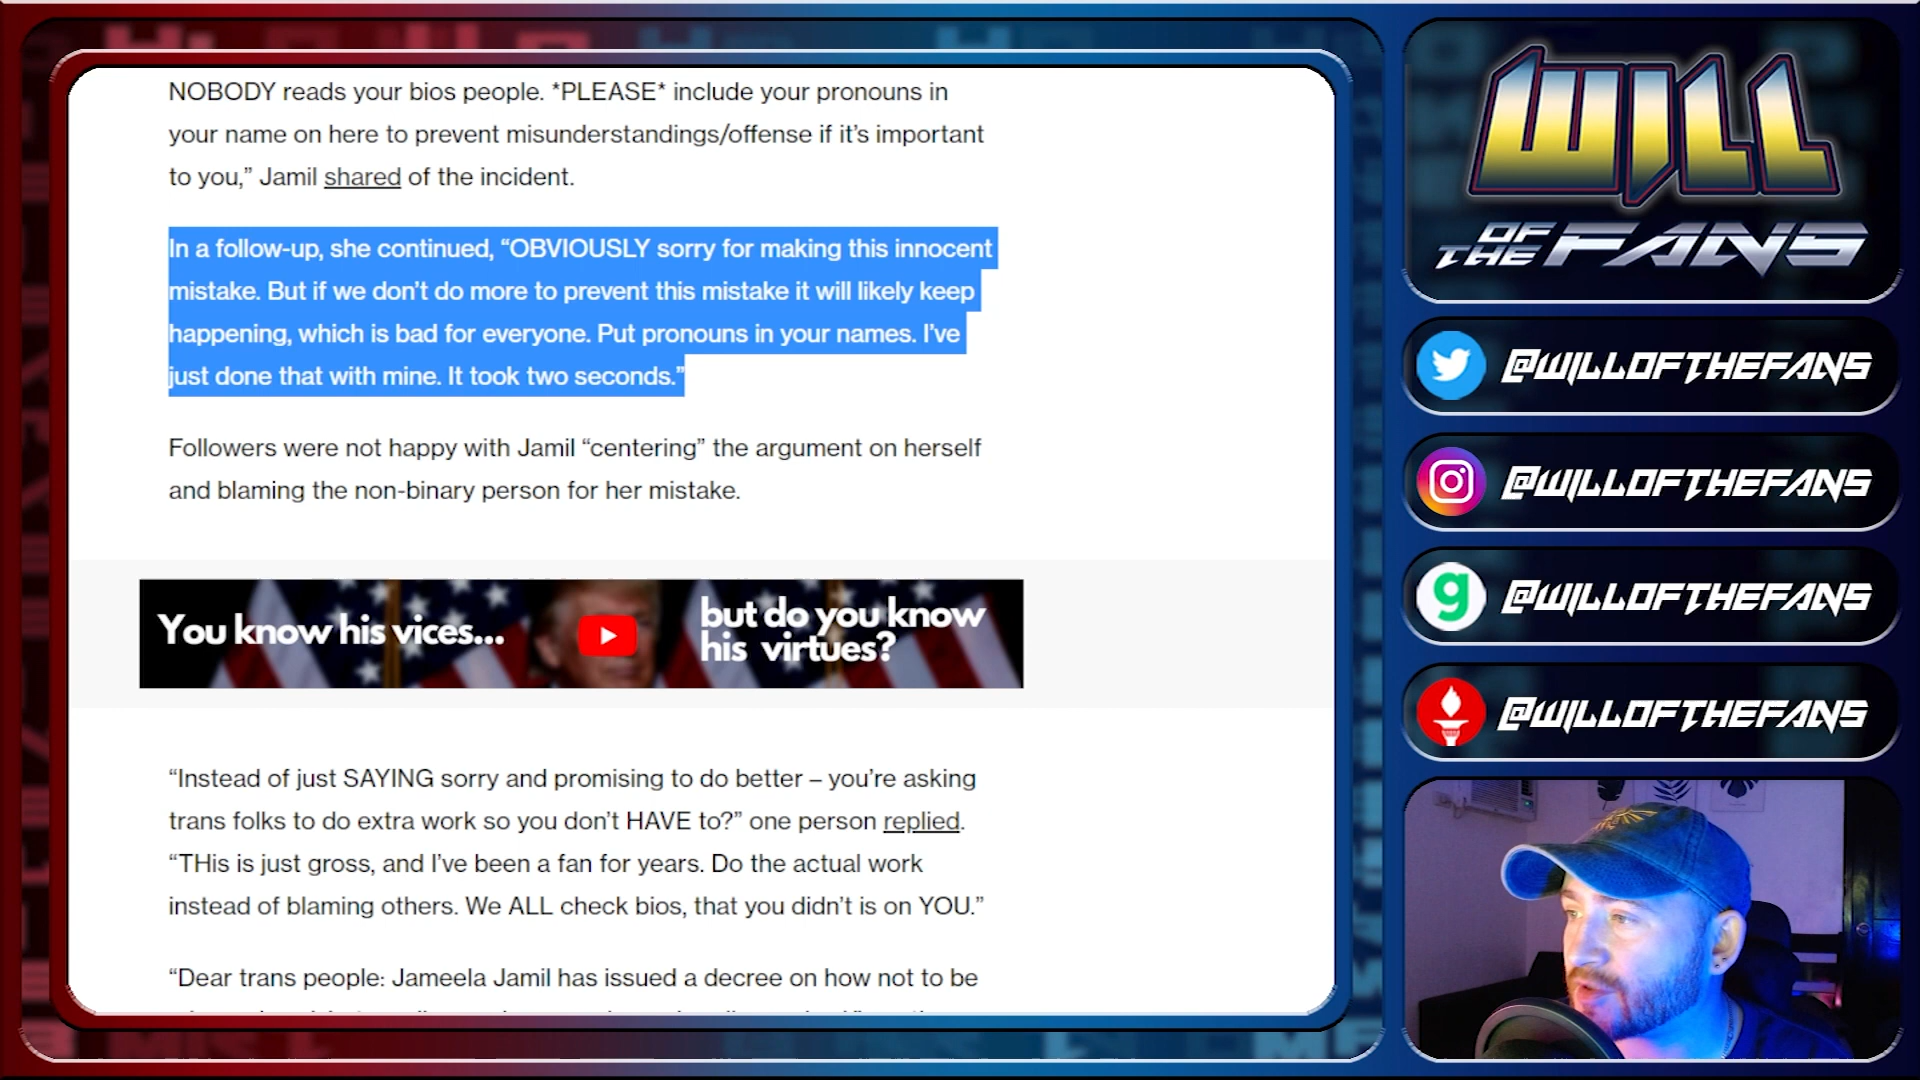 NOBODY reads your bios people. *PLEASE* include your pronouns in
your name on here to prevent misunderstandings/offense if it’s important
to you,” Jamil shared of the incident.
In a follow-up, she continued, “OBVIOUSLY sorry for making this innocent
mistake. But if we don’t do more to prevent this mistake it will likely keep
happening, which is bad for everyone. Put pronouns in your names. I’ve
just done that with mine. It took two seconds.”
Followers were not happy with Jamil “centering” the argument on herself
and blaming the non-binary person for her mistake.
You know his vices...
but do you know
his virtues?
“Instead of just SAYING sorry and promising to do better – you’re asking
trans folks to do extra work so you don’t HAVE to?” one person replied.
“THis is just gross, and I’ve been a fan for years. Do the actual work
instead of blaming others. We ALL check bios, that you didn’t is on YOU.”
“Dear trans people: Jameela Jamil has issued a decree on how not to be
WILL
OF
THE FANS
@WILLOFTHEFANS
@WILLOFTHEFANS
g @WILLOFTHEFANS
@WILLOFTHEFANS